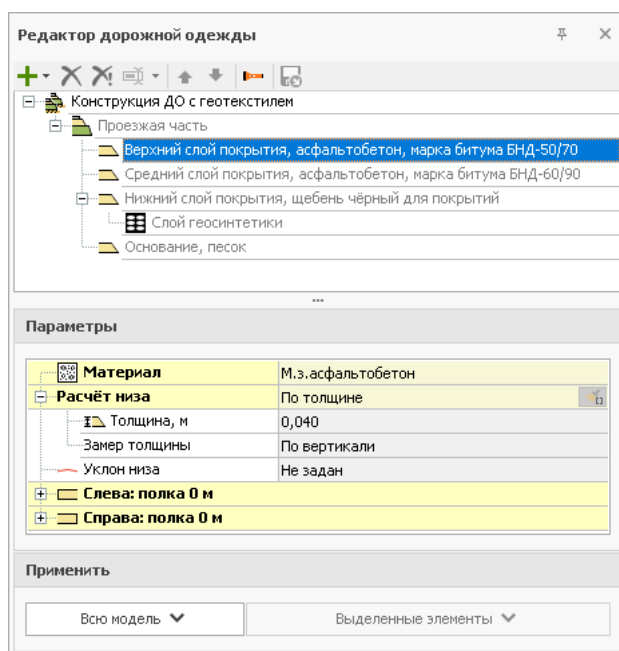 Редактор дорожной одежды
Конструкция ДО с геотекстилем
Проезжая часть
Верхний слой покрытия, асфальтобетон, марка битума БНД-50/70
Средний слой покрытия, асфальтобетон, марка битума БНД-60/90
Нижний слой покрытия, щебень чёрный для покрытий
Слой геосинтетики
Основание, песок
Параметры
Материал М.з.асфальтобетон
Расчёт низа По толщине
Толщина, м 0,040
Замер толщины По вертикали
Уклон низа Не задан
Слева: полка 0 м
Справа: полка 0 м
Применить
Всю модель Выделенные элементы